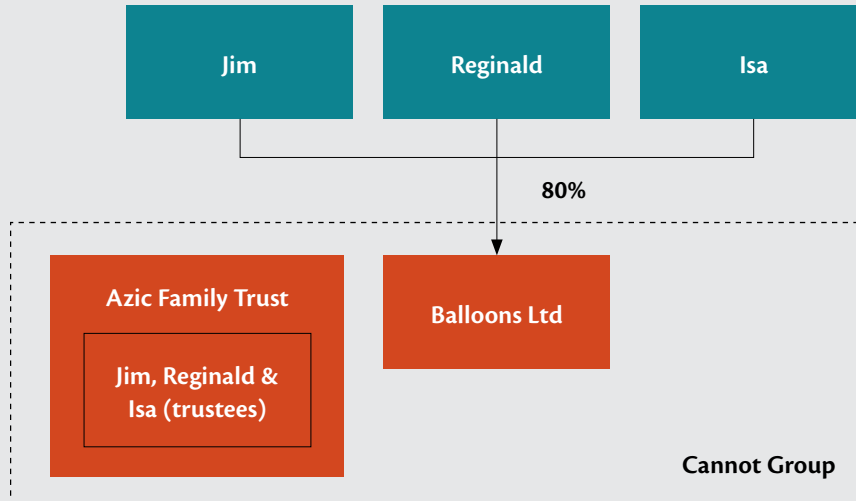 Jim
Reginald
Isa
80%
Azic Family Trust
Balloons Ltd
Jim, Reginald &
Isa (trustees)
Cannot Group